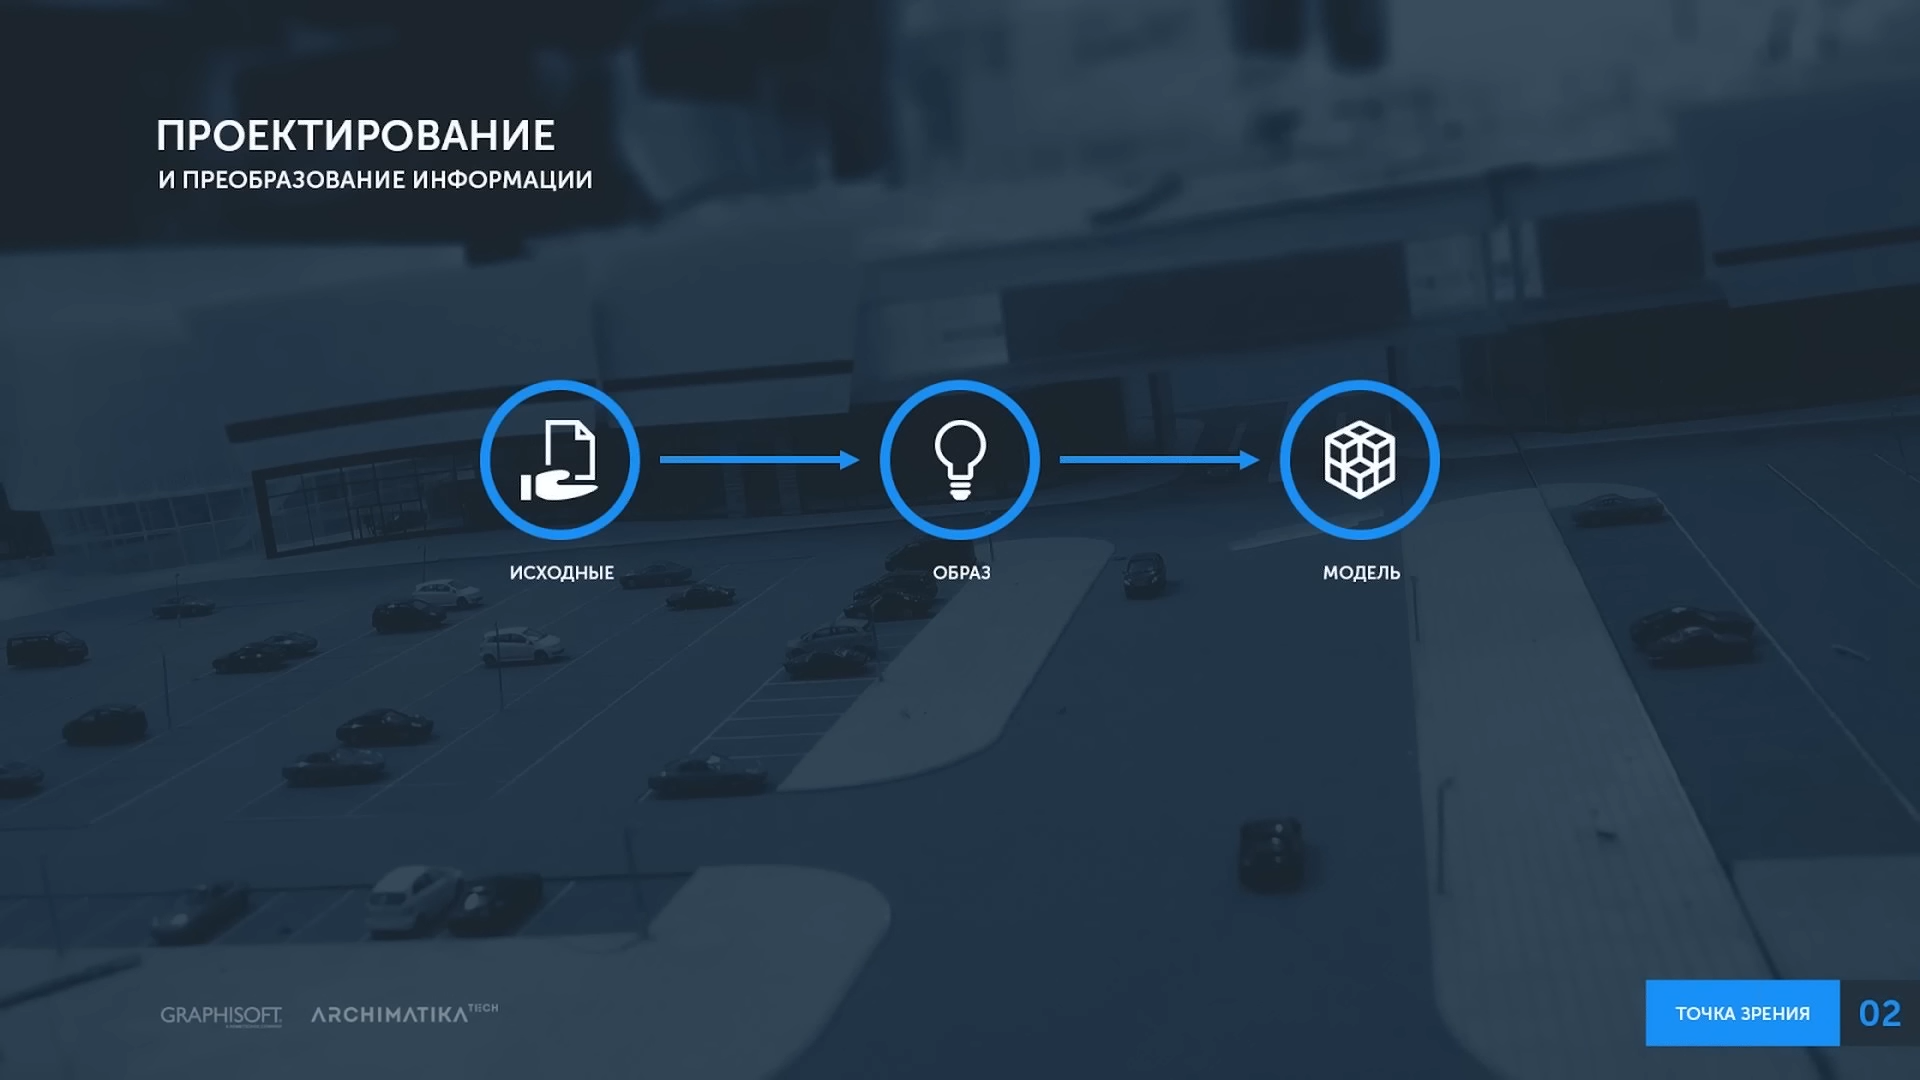 ПРОЕКТИРОВАНИЕ
И ПРЕОБРАЗОВАНИЕ ИНФОРМАЦИИ
ИСХОДНЫЕ
ОБРАЗ
МОДЕЛЬ
GRAPHISOFT.
ARCHIMATIKA TECH
ТОЧКА ЗРЕНИЯ
02